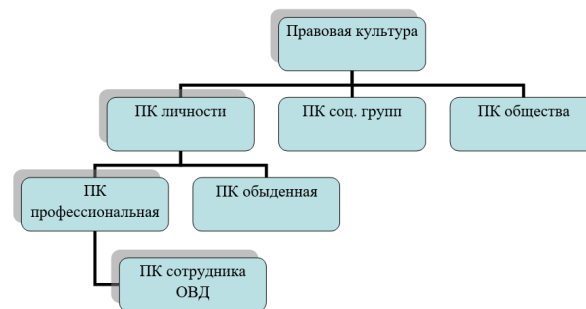 Правовая культура
ПК личности
ПК соц. групп
ПК общества
ПК
профессиональная
ПК обыденная
ПК сотрудника
ОВД